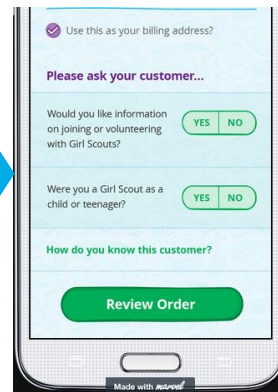 Use this as your billing address?
Please ask your customer...
Would you like information
on joining or volunteering
with Girl Scouts?
YES NO
Were you a Girl Scout as a
child or teenager?
YES NO
How do you know this customer?
Review Order
Made with marvel